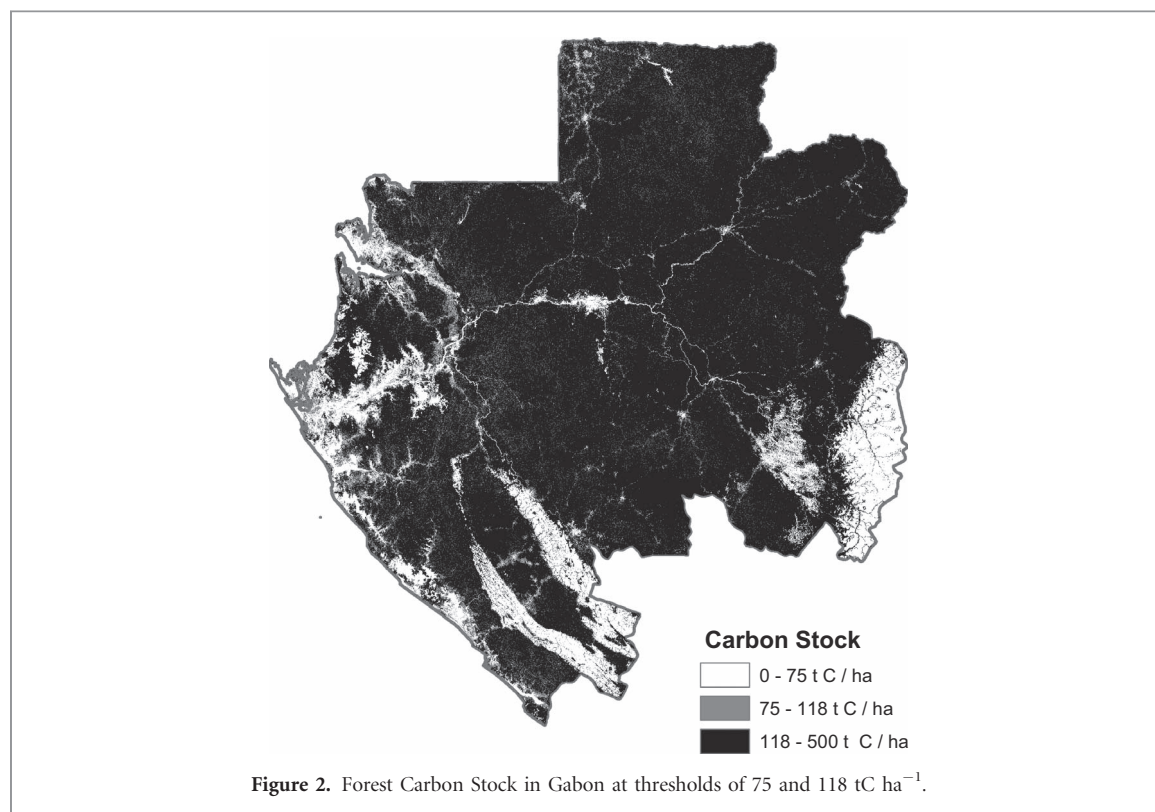 Carbon Stock
0 - 75 t C / ha
75 - 118 t C / ha
118 - 500 t C / ha
Figure 2. Forest Carbon Stock in Gabon at thresholds of 75 and 118 tC ha⁻¹.